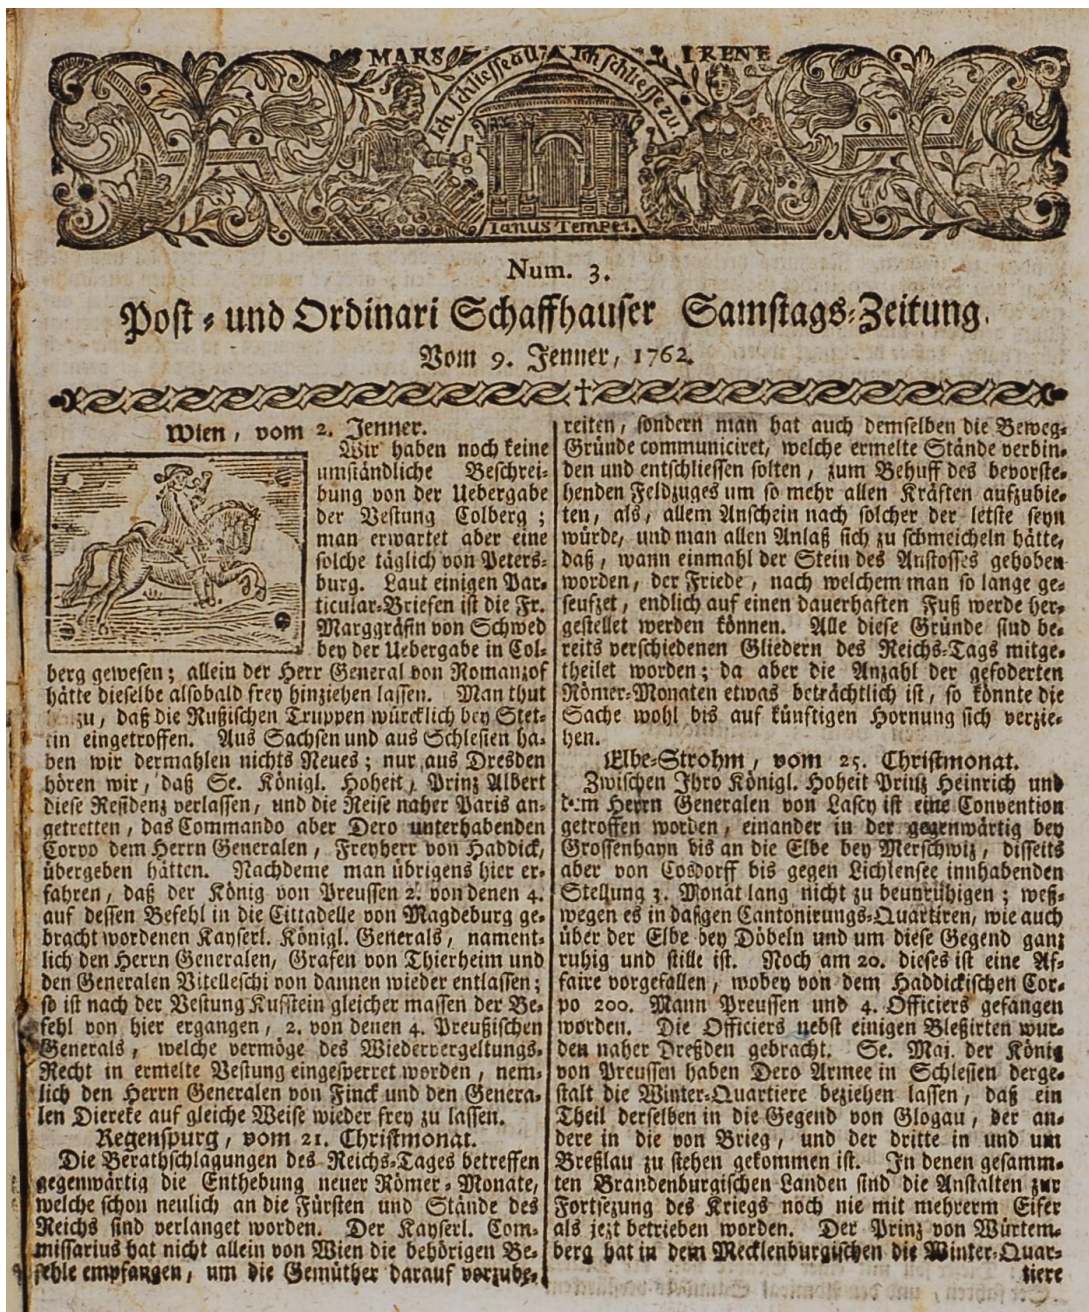 MARS
Ich schliesse auf
Ich schliesse zu
IRENE
Ianus Tempel.
Num. 3.
Post- und Ordinari Schaffhauser Samstags-Zeitung.
Vom 9. Jenner, 1762.
Wien, vom 2. Jenner.
Wir haben noch keine
umständliche Beschrei-
bung von der Uebergabe
der Vestung Colberg;
man erwartet aber eine
solche täglich von Peters-
burg. Laut einigen Par-
ticular-Briefen ist die Fr.
Marggräfin von Schwed
bey der Uebergabe in Col-
berg gewesen; allein der Herr General von Romanzof
hätte dieselbe alsobald frey hinziehen lassen. Man thut
zu, daß die Rußischen Truppen würcklich bey Stet-
tin eingetroffen. Aus Sachsen und aus Schlesien ha-
ben wir dermahlen nichts Neues; nur aus Dresden
hören wir, daß Se. Königl. Hoheit, Prinz Albert
diese Residenz verlassen, und die Reise naher Paris an-
getretten, das Commando aber Dero unterhabenden
Corpo dem Herrn Generalen, Freyherr von Haddick,
übergeben hätten. Nachdeme man übrigens hier er-
fahren, daß der König von Preussen 2. von denen 4.
auf dessen Befehl in die Cittadelle von Magdeburg ge-
bracht wordenen Kayserl. Königl. Generals, nament-
lich den Herrn Generalen, Grafen von Thierheim und
den Generalen Vitelleschi von dannen wieder entlassen;
so ist nach der Vestung Kufstein gleicher massen der Be-
fehl von hier ergangen, 2. von denen 4. Preußischen
Generals, welche vermöge des Wiedervergeltungs-
Recht in ermelte Vestung eingesperret worden, nem-
lich den Herrn Generalen von Finck und den Genera-
len Diereke auf gleiche Weise wieder frey zu lassen.
Regenspurg, vom 21. Christmonat.
Die Berathschlagungen des Reichs-Tages betreffen
gegenwärtig die Enthebung neuer Römer-Monate,
welche schon neulich an die Fürsten und Stände des
Reichs sind verlanget worden. Der Kayserl. Com-
missarius hat nicht allein von Wien die behörigen Be-
fehle empfangen, um die Gemüther darauf vorzube-
reiten, sondern man hat auch demselben die Beweg-
Gründe communiciret, welche ermelte Stände verbin-
den und entschliessen solten, zum Behuff des bevorste-
henden Feldzuges um so mehr allen Kräften aufzubie-
ten, als, allem Anschein nach solcher der letste seyn
würde, und man allen Anlaß sich zu schmeicheln hätte,
daß, wann einmahl der Stein des Anstosses gehoben
worden, der Friede, nach welchem man so lange ge-
seufzet, endlich auf einen dauerhaften Fuß werde her-
gestellet werden können. Alle diese Gründe sind be-
reits verschiedenen Gliedern des Reichs-Tags mitge-
theilet worden; da aber die Anzahl der gefoderten
Römer-Monaten etwas beträchtlich ist, so könnte die
Sache wohl bis auf künftigen Hornung sich verzie-
hen.
Elbe-Strohm, vom 25. Christmonat.
Zwischen Ihro Königl. Hoheit Prinz Heinrich und
dem Herrn Generalen von Lascy ist eine Convention
getroffen worden, einander in der gegenwärtig bey
Grossenhayn bis an die Elbe bey Merschwiz, disseits
aber von Cosdorff bis gegen Lichlensee innhabenden
Stellung 3. Monat lang nicht zu beunruhigen; weß-
wegen es in dasigen Cantonirungs-Quartiren, wie auch
über der Elbe bey Döbeln und um diese Gegend ganz
ruhig und stille ist. Noch am 20. dieses ist eine Af-
faire vorgefallen, wobey von dem Haddickischen Cor-
po 200. Mann Preussen und 4. Officiers gefangen
worden. Die Officiers nebst einigen Bleßirten wur-
den naher Dreßden gebracht. Se. Maj. der König
von Preussen haben Dero Armee in Schlesien derge-
stalt die Winter-Quartiere beziehen lassen, daß ein
Theil derselben in die Gegend von Glogau, der an-
dere in die von Brieg, und der dritte in und um
Breßlau zu stehen gekommen ist. In denen gesamm-
ten Brandenburgischen Landen sind die Anstalten zur
Fortsezung des Kriegs noch nie mit mehrerm Eifer
als jezt betrieben worden. Der Prinz von Würtem-
berg hat in dem Mecklenburgischen die Winter-Quar-
tiere